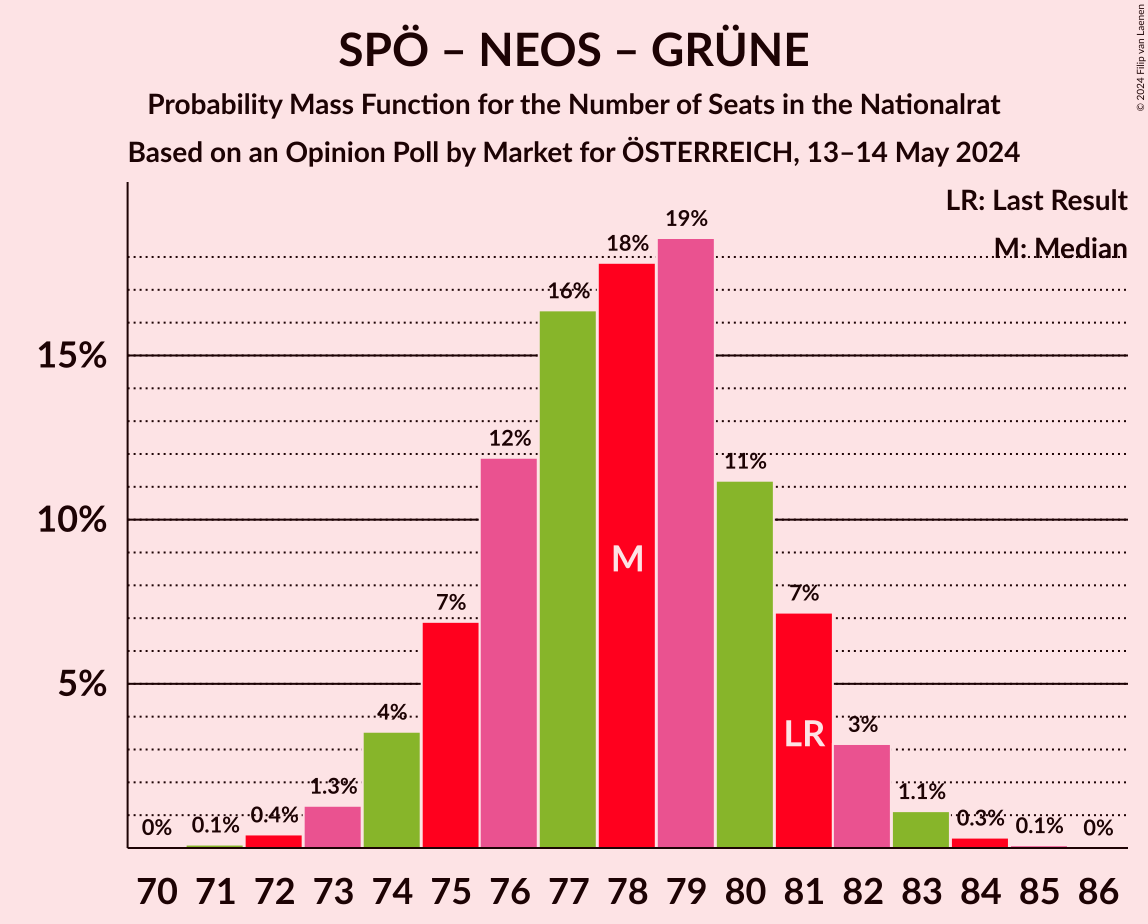 SPÖ – NEOS – GRÜNE
Probability Mass Function for the Number of Seats in the Nationalrat
Based on an Opinion Poll by Market for ÖSTERREICH, 13–14 May 2024
© 2024 Filip van Laenen
LR: Last Result
M: Median
15%
10%
5%
0%
0.1%
0.4%
1.3%
4%
7%
12%
16%
18%
19%
11%
7%
3%
1.1%
0.3%
0.1%
0%
M
LR
70 71 72 73 74 75 76 77 78 79 80 81 82 83 84 85 86